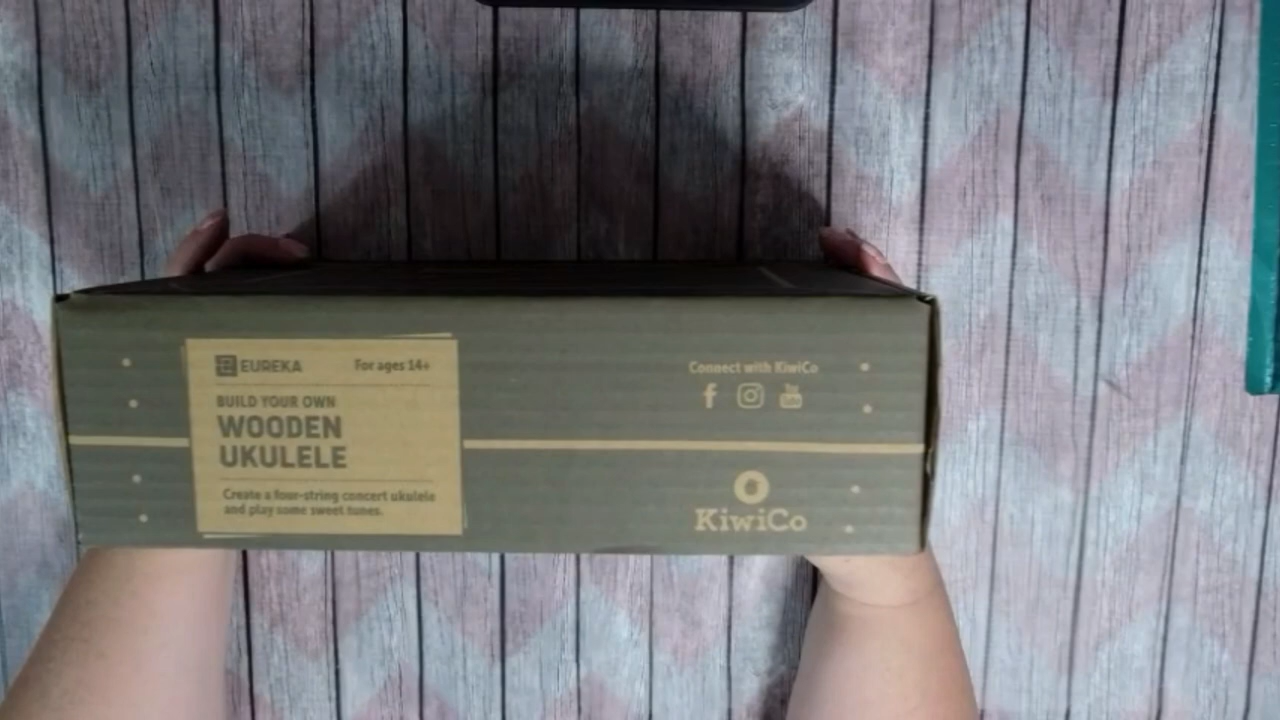 EUREKA For ages 14+
BUILD YOUR OWN
WOODEN
UKULELE
Create a four-string concert ukulele
and play some sweet tunes.
Connect with KiwiCo
KiwiCo